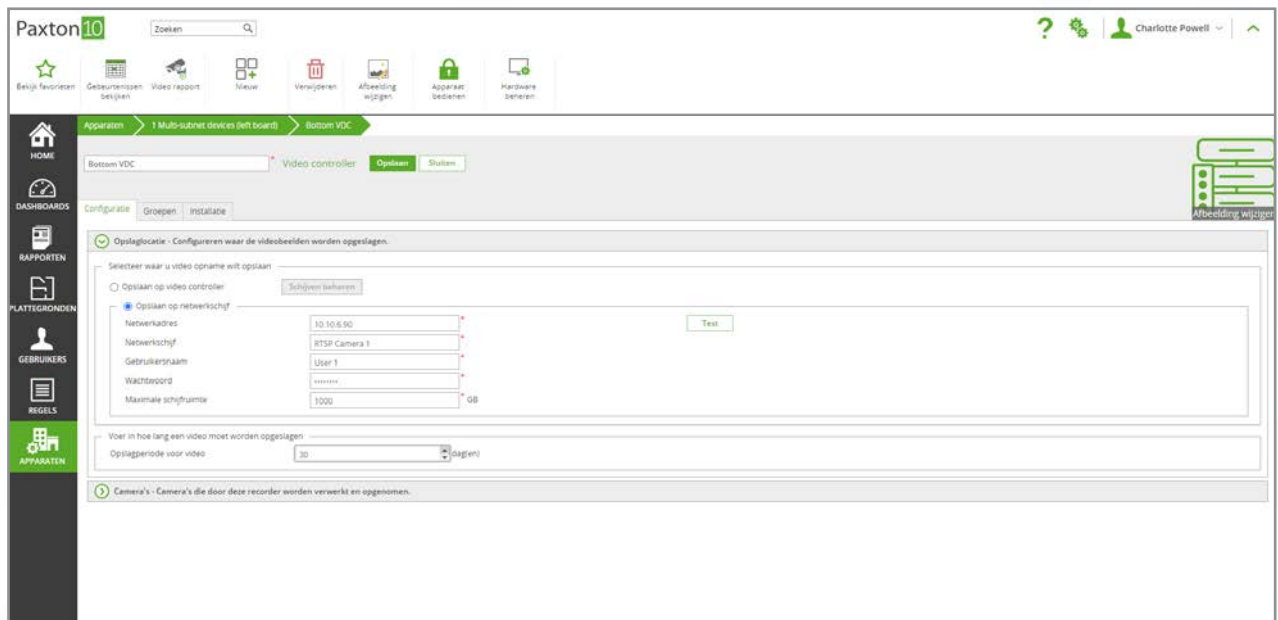 Paxton10
Zoeken
Charlotte Powell
Bekijk favorieten
Gebeurtenissen bekijken
Video rapport
Nieuw
Verwijderen
Afbeelding wijzigen
Apparaat bedienen
Hardware beheren
Apparaten
1 Multi-subnet devices (left board)
Bottom VDC
HOME
DASHBOARDS
RAPPORTEN
PLATTEGRONDEN
GEBRUIKERS
REGELS
APPARATEN
Bottom VDC * Video controller Opslaan Sluiten
Afbeelding wijziger
Configuratie Groepen Installatie
Opslaglocatie - Configureren waar de videobeelden worden opgeslagen.
Selecteer waar u video opname wilt opslaan
Opslaan op video controller Schijven beheren
Opslaan op netwerkschijf
Netwerkadres 10.10.6.90 * Test
Netwerkschijf RTSP Camera 1 *
Gebruikersnaam User 1 *
Wachtwoord •••••••• *
Maximale schijfruimte 1000 * GB
Voer in hoe lang een video moet worden opgeslagen
Opslagperiode voor video 30 dag(en)
Camera's - Camera's die door deze recorder worden verwerkt en opgenomen.